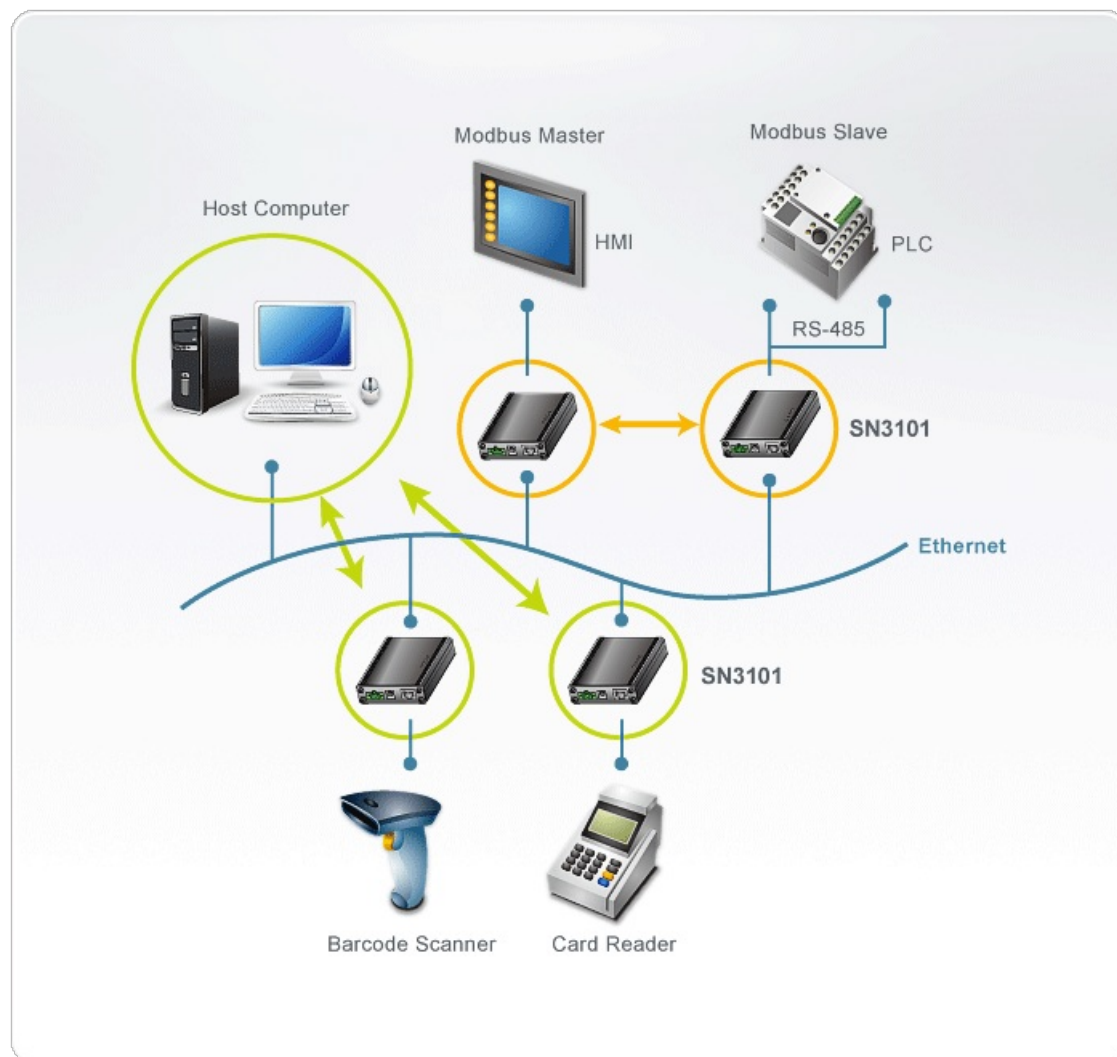 Modbus Master
Modbus Slave
Host Computer
HMI
PLC
RS-485
SN3101
Ethernet
SN3101
Barcode Scanner
Card Reader